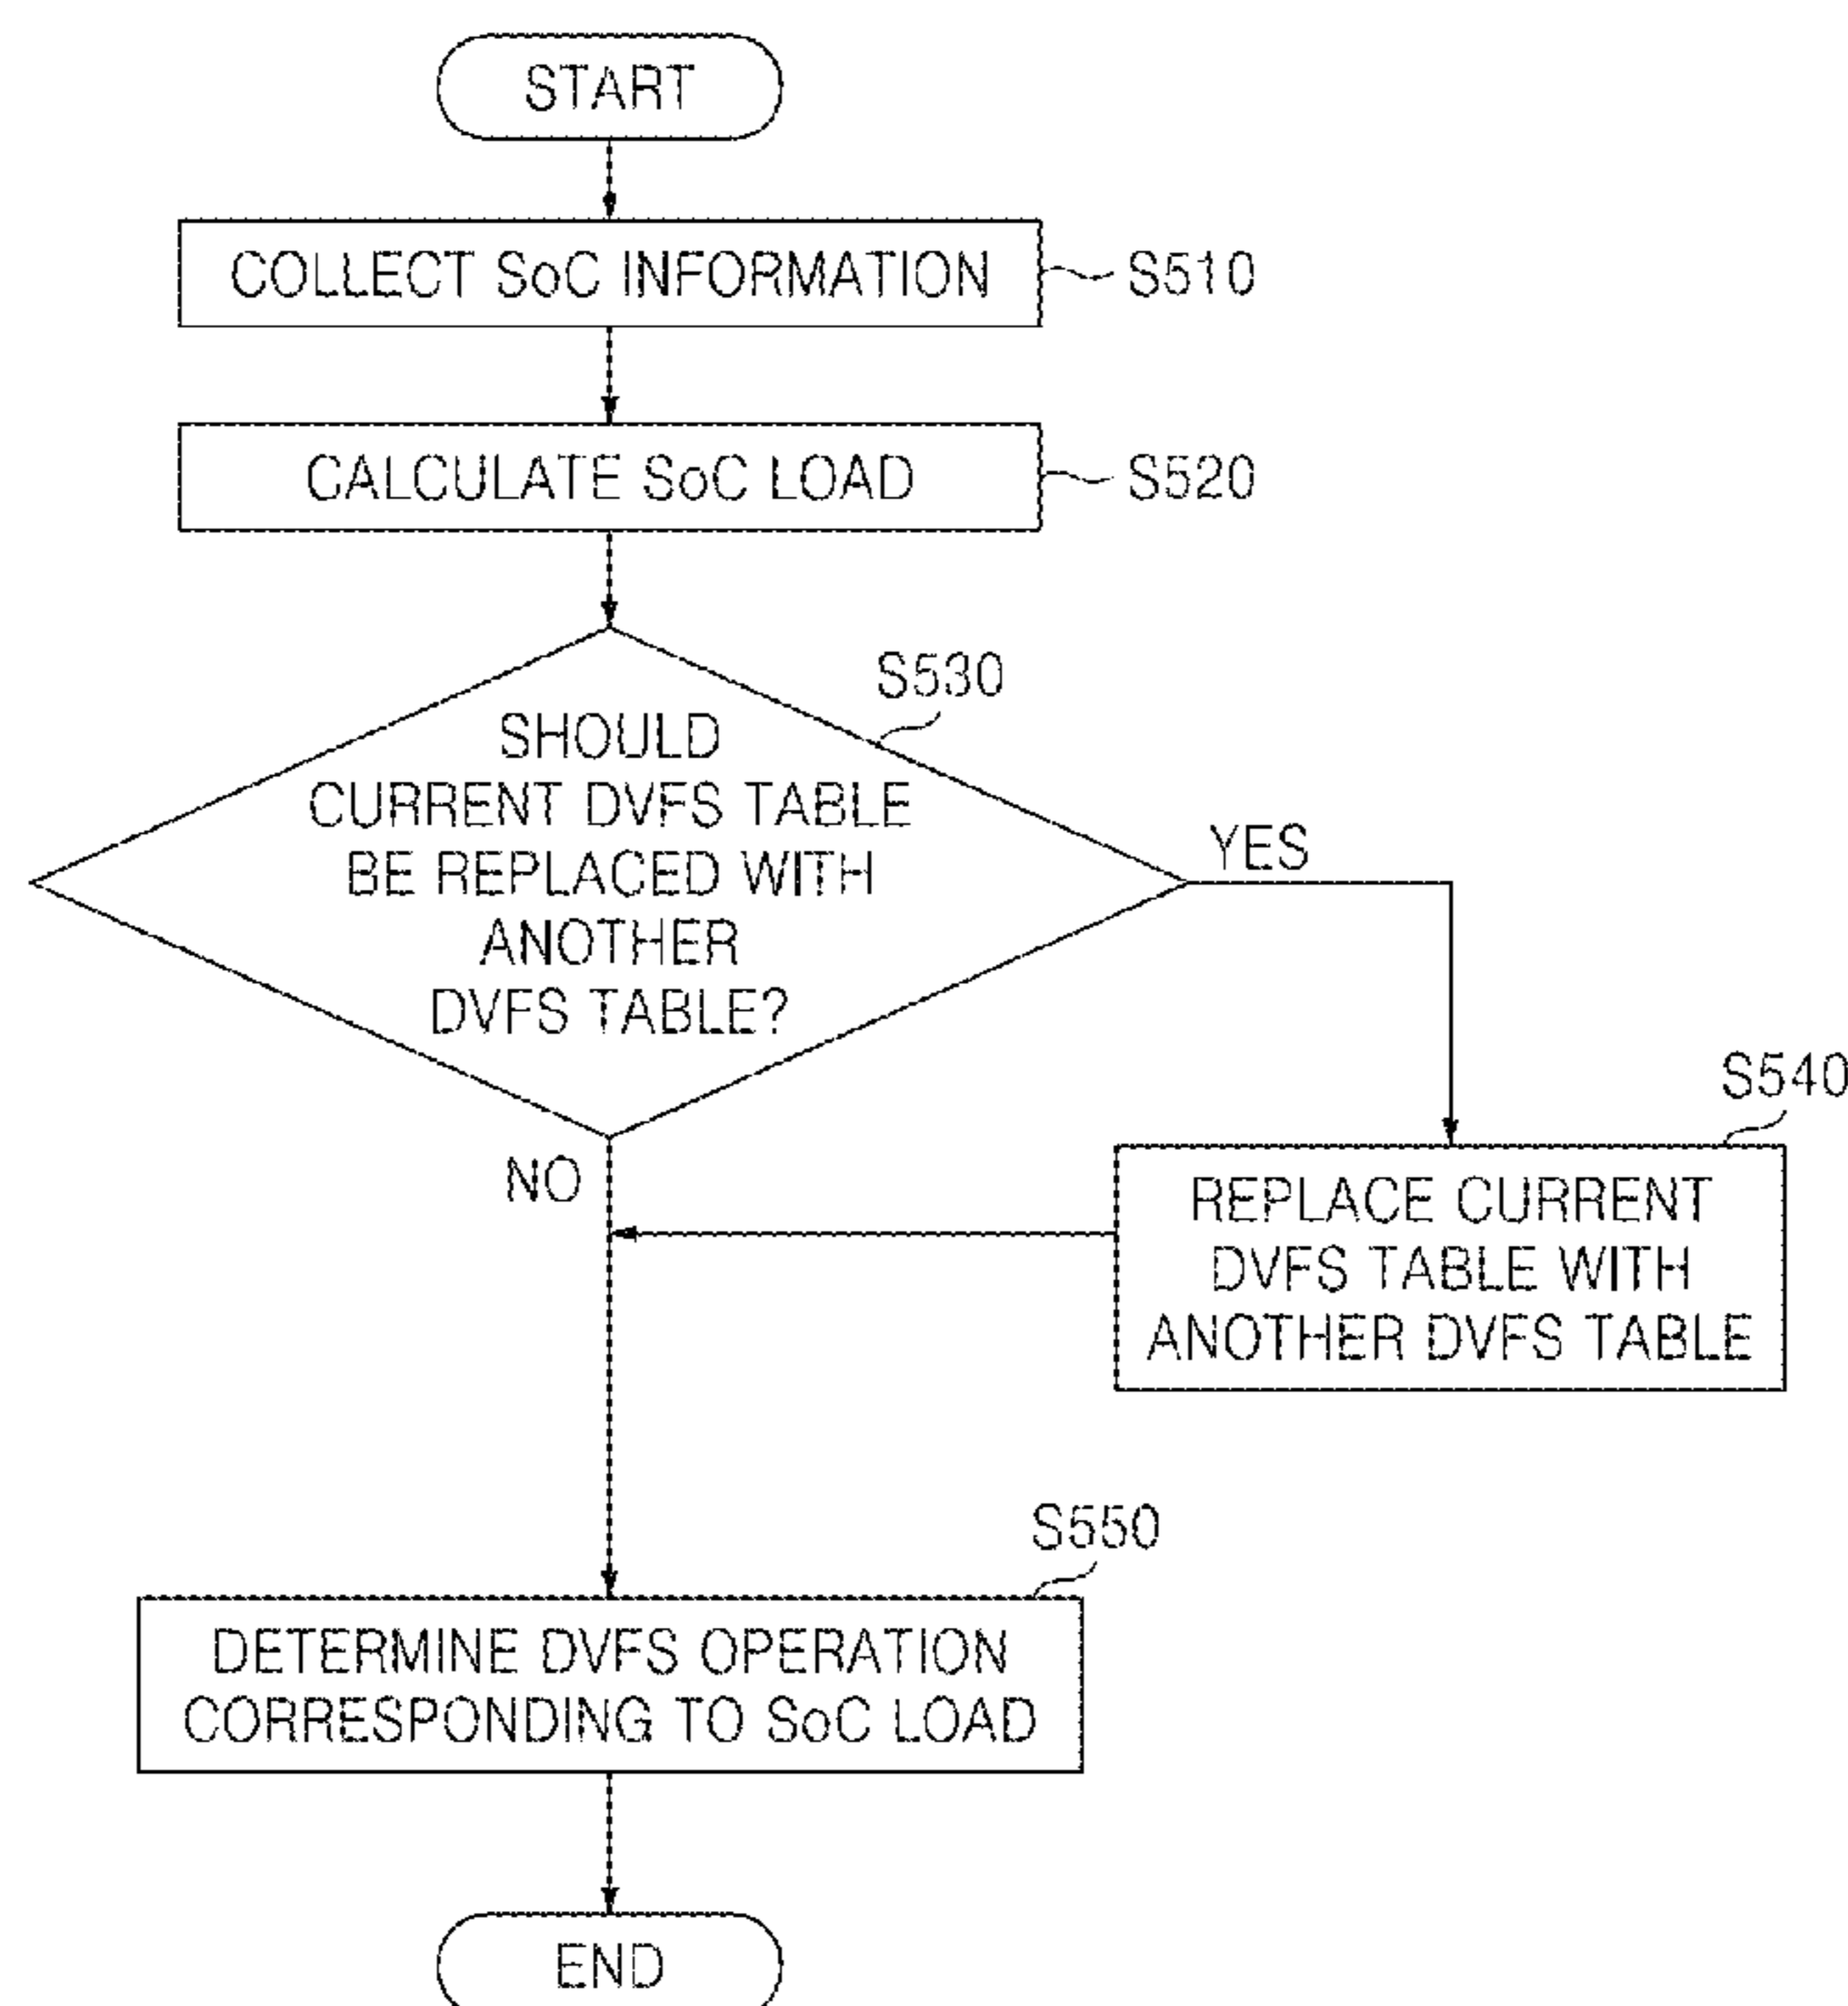 START
COLLECT SoC INFORMATION
S510
CALCULATE SoC LOAD
S520
S530
SHOULD
CURRENT DVFS TABLE
BE REPLACED WITH
ANOTHER
DVFS TABLE?
YES
NO
S540
REPLACE CURRENT
DVFS TABLE WITH
ANOTHER DVFS TABLE
S550
DETERMINE DVFS OPERATION
CORRESPONDING TO SoC LOAD
END